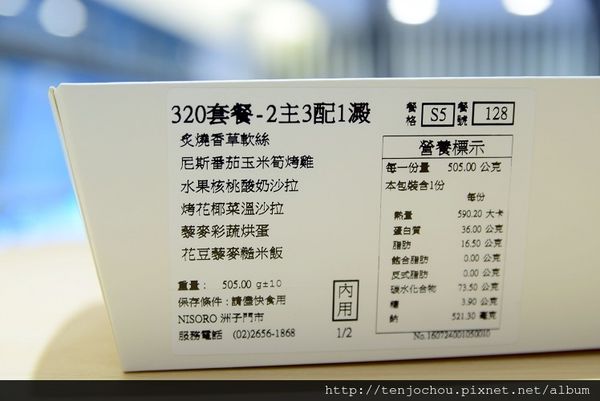 320套餐-2主3配1澱
餐格 S5 餐號 128
炙燒香草軟絲
尼斯番茄玉米筍烤雞
水果核桃酸奶沙拉
烤花椰菜溫沙拉
藜麥彩蔬烘蛋
花豆藜麥糙米飯
重量： 505.00 g±10
保存條件：請儘快食用
NISORO 洲子門市
服務電話 (02)2656-1868
內用
1/2
營養標示
每一份量 505.00 公克
本包裝含1份
每份
熱量 590.20 大卡
蛋白質 36.00 公克
脂肪 16.50 公克
飽合脂肪 0.00 公克
反式脂肪 0.00 公克
碳水化合物 73.50 公克
糖 3.90 公克
鈉 521.30 毫克
No.160724001050010
http://tenjochou.pixnet.net/album